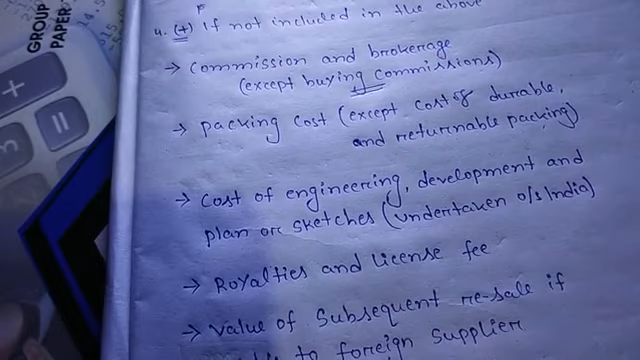 GROUP
PAPER
4. (+) If not included in the above
→ Commission and brokerage
(except buying commissions)
→ packing cost (except cost of durable,
and returnable packing)
→ Cost of engineering, development and
plan or sketches (undertaken o/s India)
→ Royalties and License fee
→ Value of Subsequent re-sale if
to foreign supplier